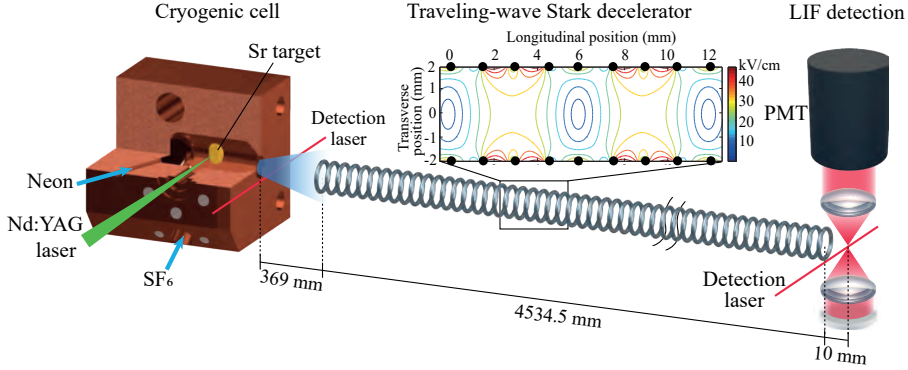 Cryogenic cell
Traveling-wave Stark decelerator
LIF detection
Sr target
Longitudinal position (mm)
0 2 4 6 8 10 12
kV/cm
Transverse
position (mm)
2
1
0
-1
-2
40
30
20
10
PMT
Detection
laser
Neon
Nd:YAG
laser
SF₆
369 mm
4534.5 mm
Detection
laser
10 mm